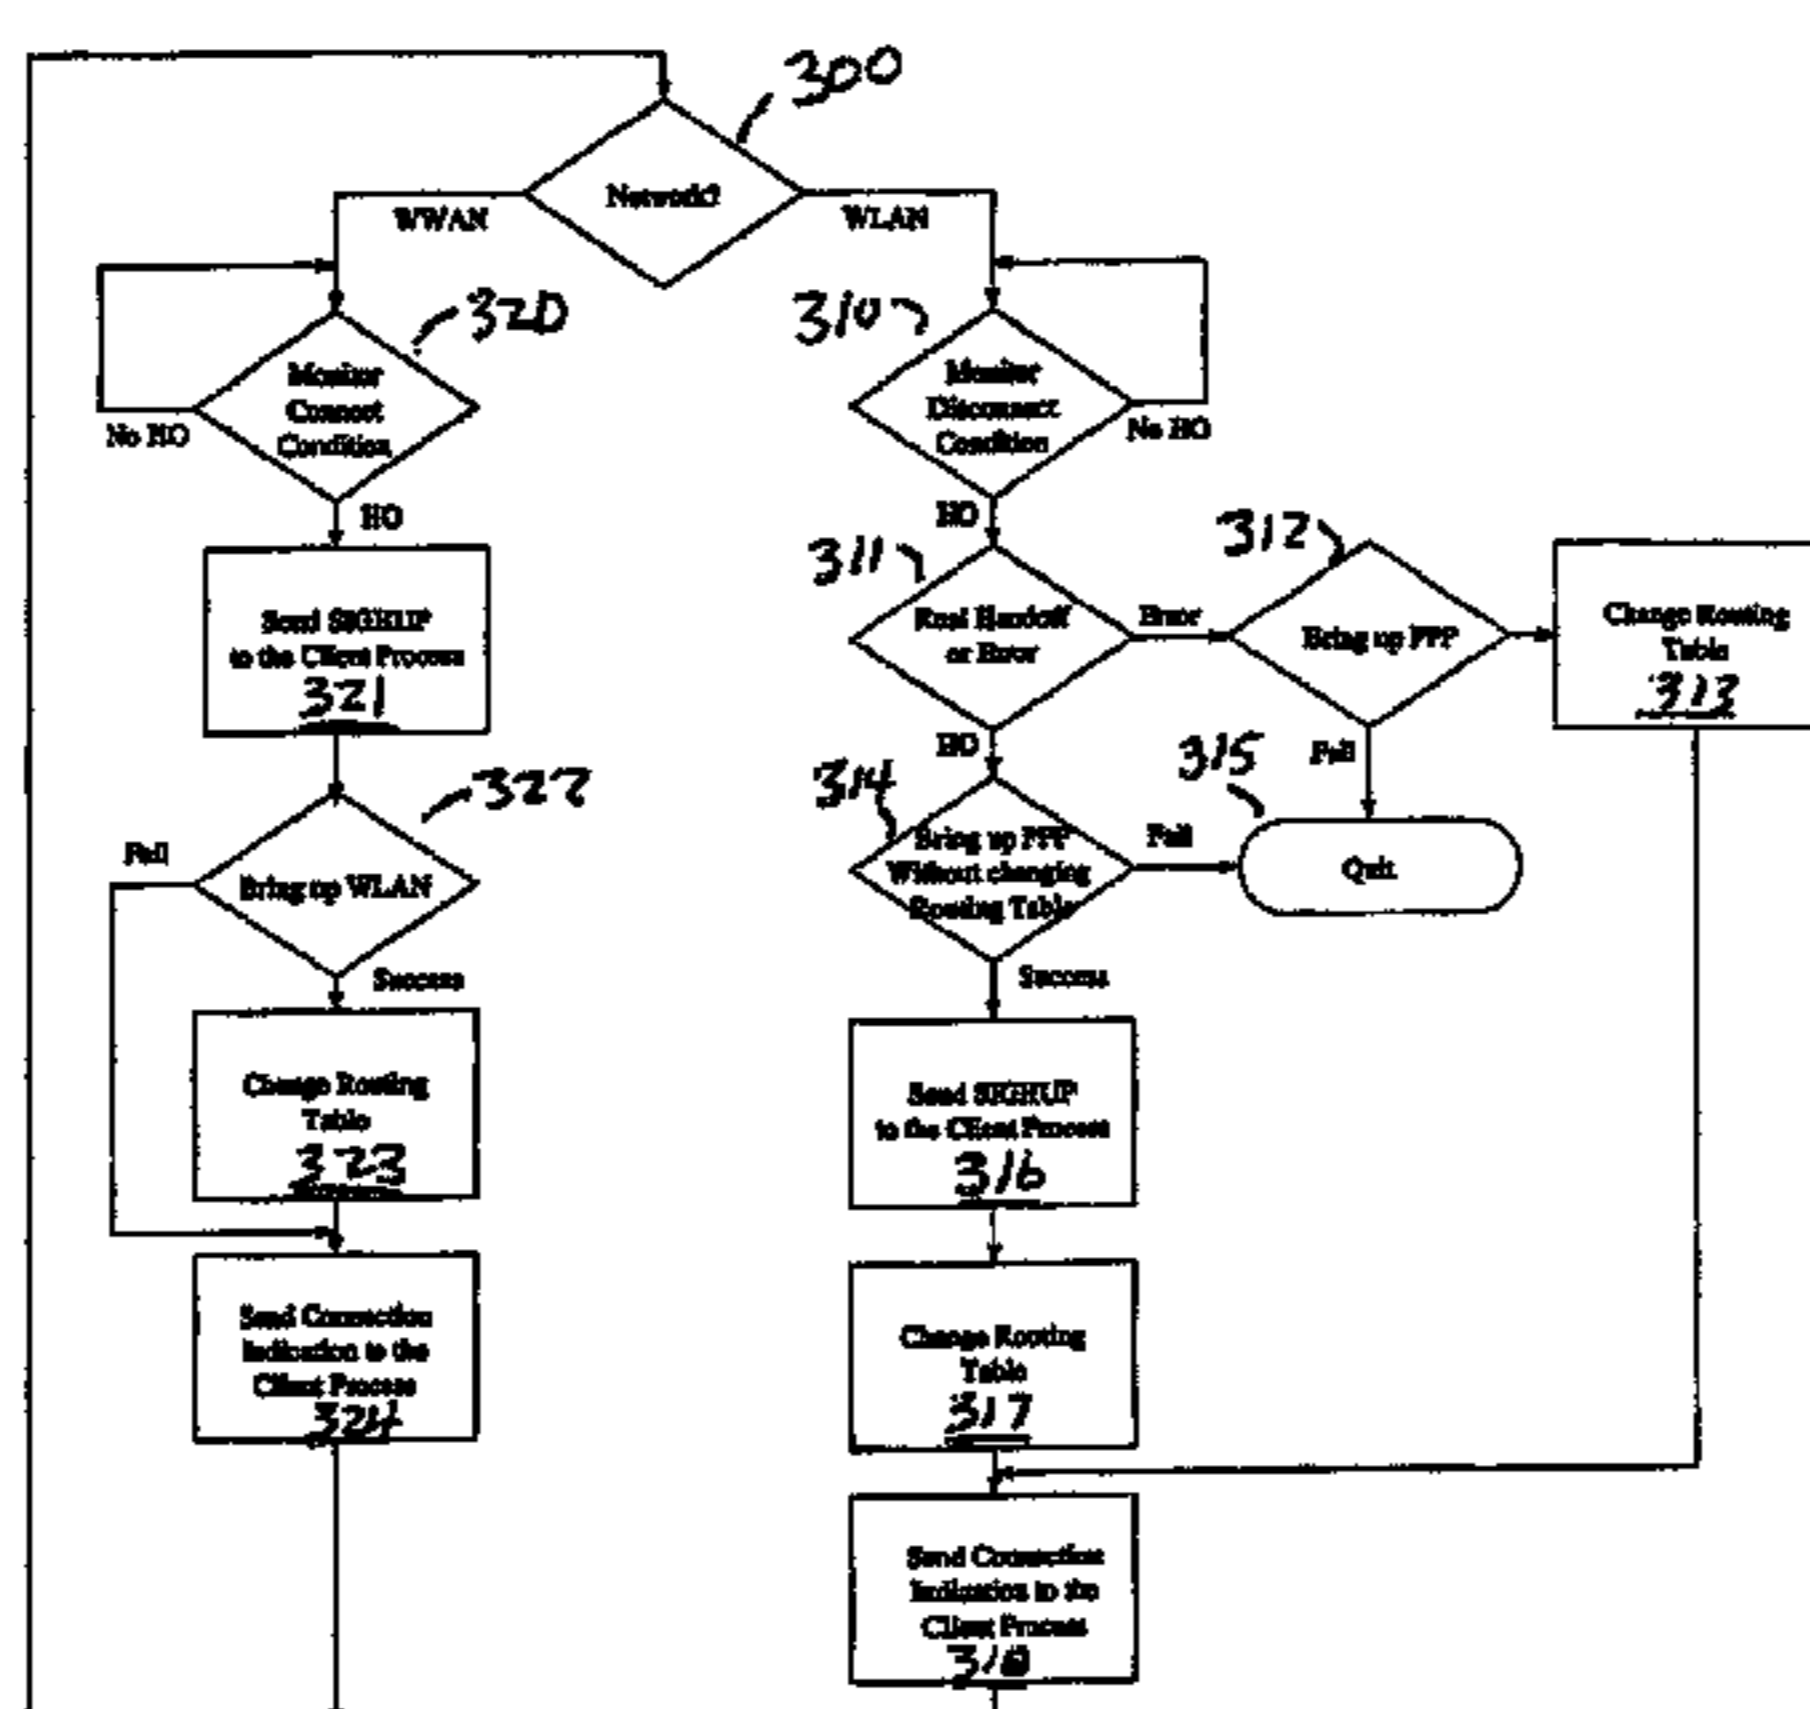 300
Network?
WWAN
WLAN
320
310
Monitor
Connect
Condition
No HO
Monitor
Disconnect
Condition
No HO
HO
HO
311
312
Send SIGHUP
to the Client Process
321
Real Handoff
or Error
Error
Bring up PPP
Change Routing
Table
313
HO
Fail
315
322
314
Fail
Bring up WLAN
Bring up PPP
Without changing
Routing Table
Fail
Quit
Success
Success
Change Routing
Table
323
Send SIGHUP
to the Client Process
316
Send Connection
Indication to the
Client Process
324
Change Routing
Table
317
Send Connection
Indication to the
Client Process